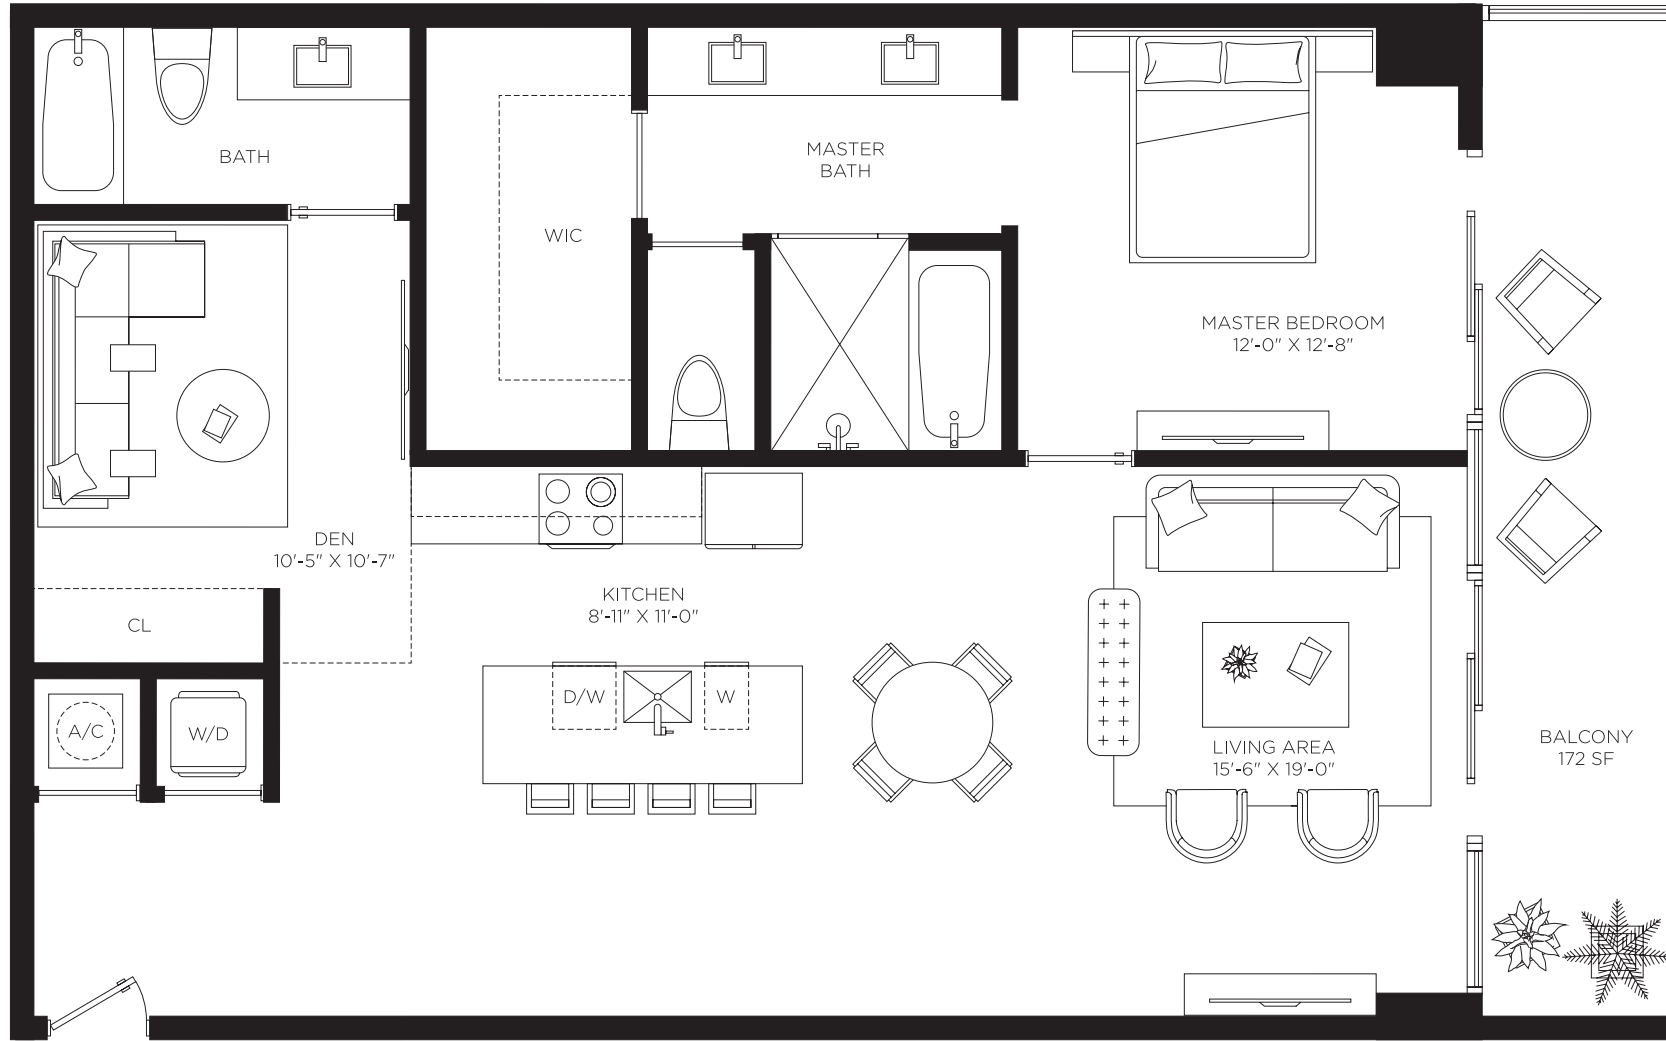 BATH
MASTER
BATH
WIC
MASTER BEDROOM
12'-0" X 12'-8"
DEN
10'-5" X 10'-7"
KITCHEN
8'-11" X 11'-0"
CL
D/W
W
A/C
W/D
LIVING AREA
15'-6" X 19'-0"
BALCONY
172 SF